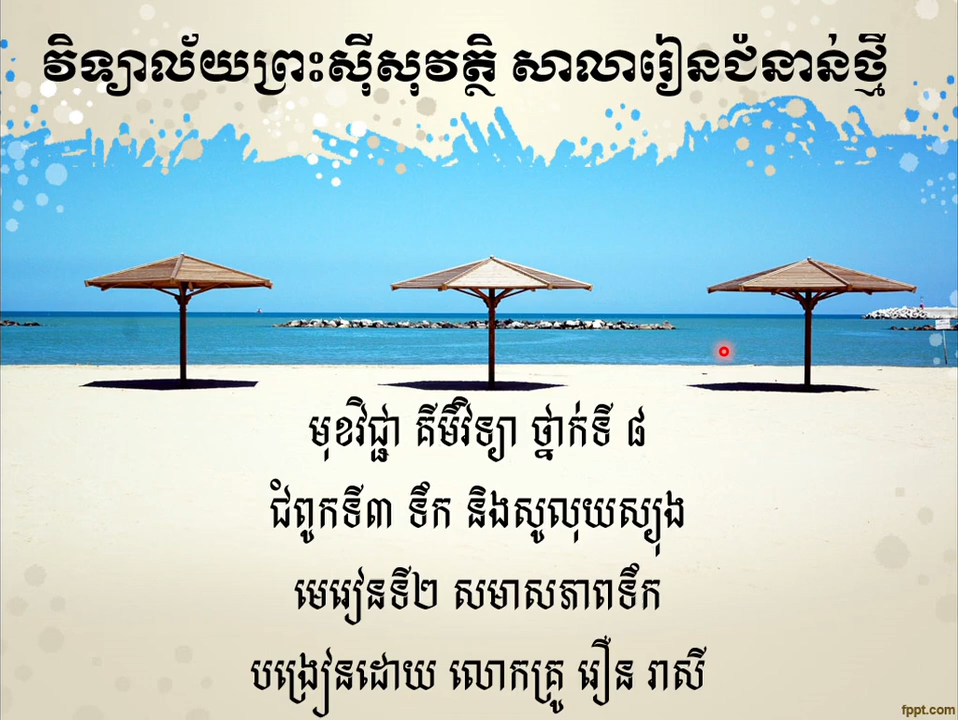 វិទ្យាល័យព្រះស៊ីសុវត្ថិ សាលារៀនជំនាន់ថ្មី
មុខវិជ្ជា គីមីវិទ្យា ថ្នាក់ទី ៨
ជំពូកទី៣ ទឹក និងសូលុយស្យុង
មេរៀនទី២ សមាសភាពទឹក
បង្រៀនដោយ លោកគ្រូ រឿន រាសី
fppt.com